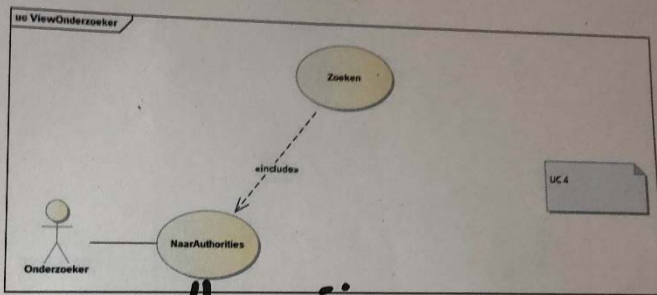 uc ViewOnderzoeker
Zoeken
«include»
UC 4
NaarAuthorities
Onderzoeker